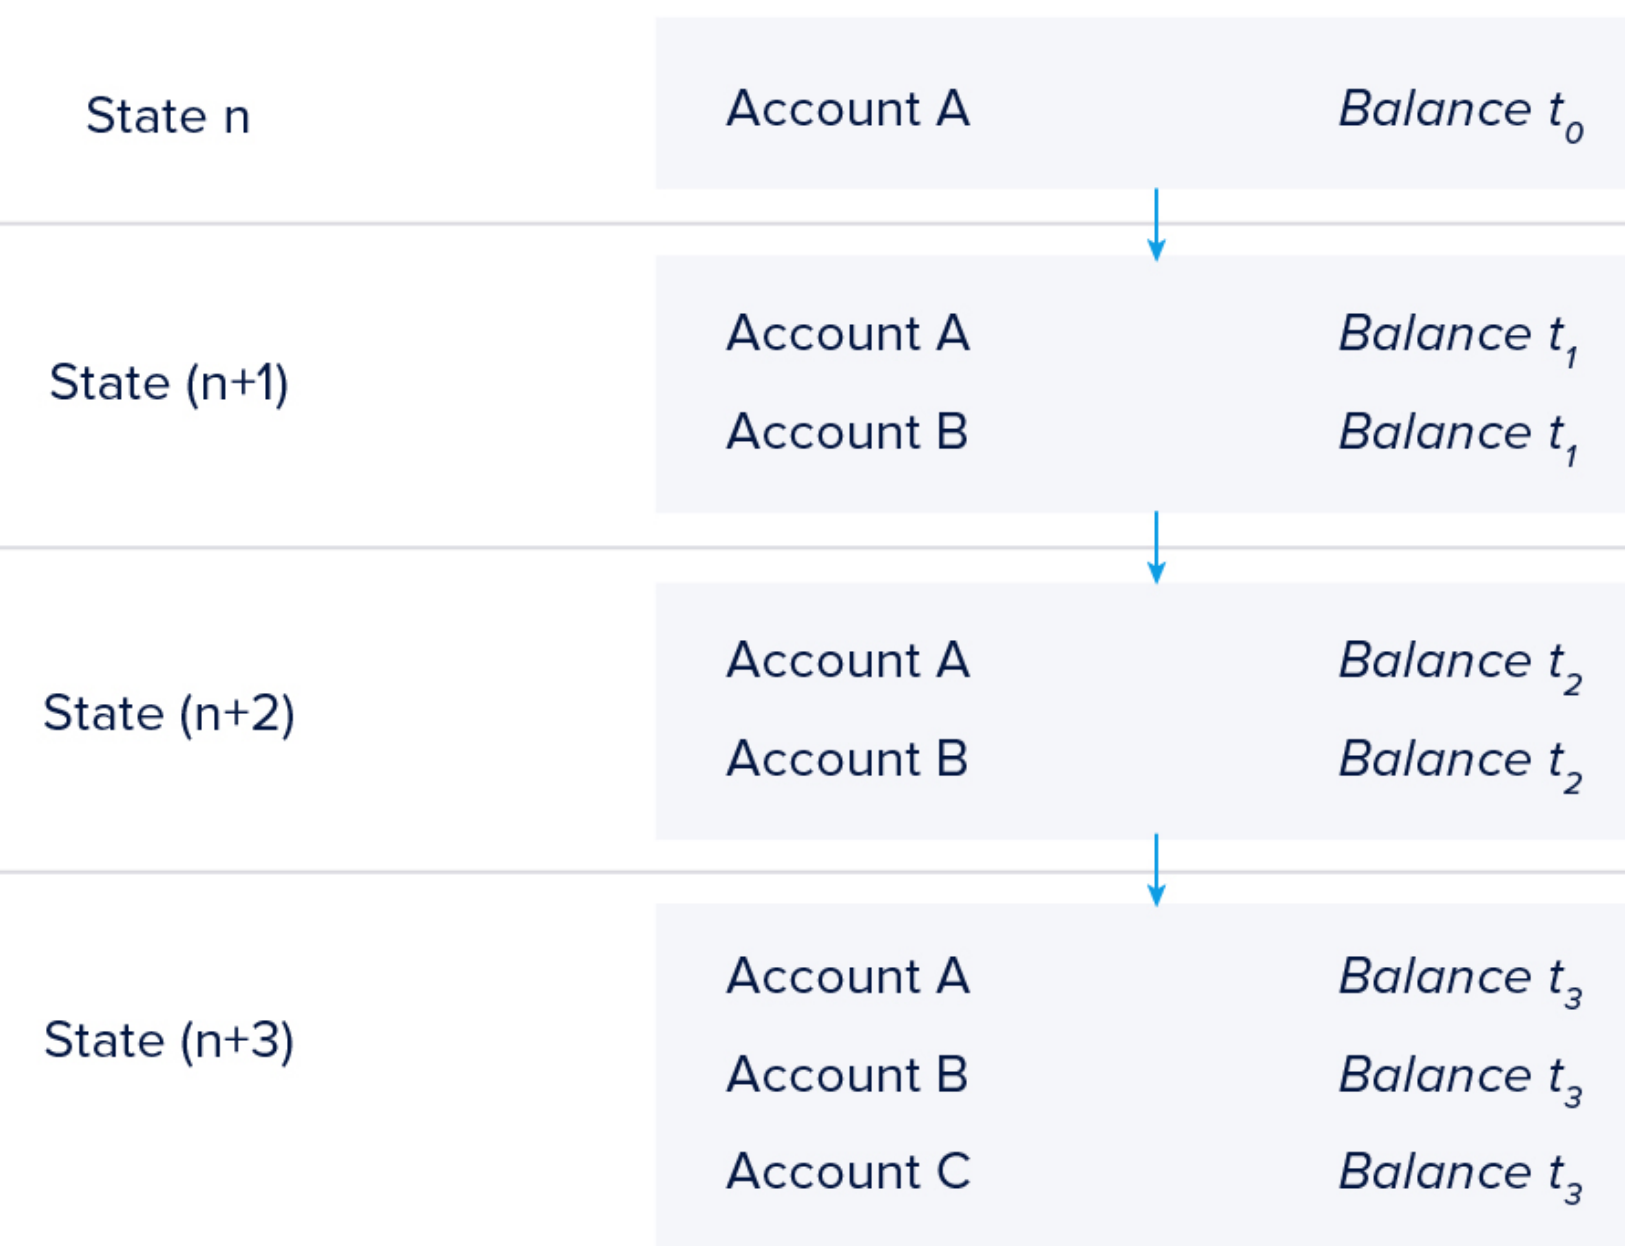 State n
Account A Balance t₀
State (n+1)
Account A Balance t₁
Account B Balance t₁
State (n+2)
Account A Balance t₂
Account B Balance t₂
State (n+3)
Account A Balance t₃
Account B Balance t₃
Account C Balance t₃